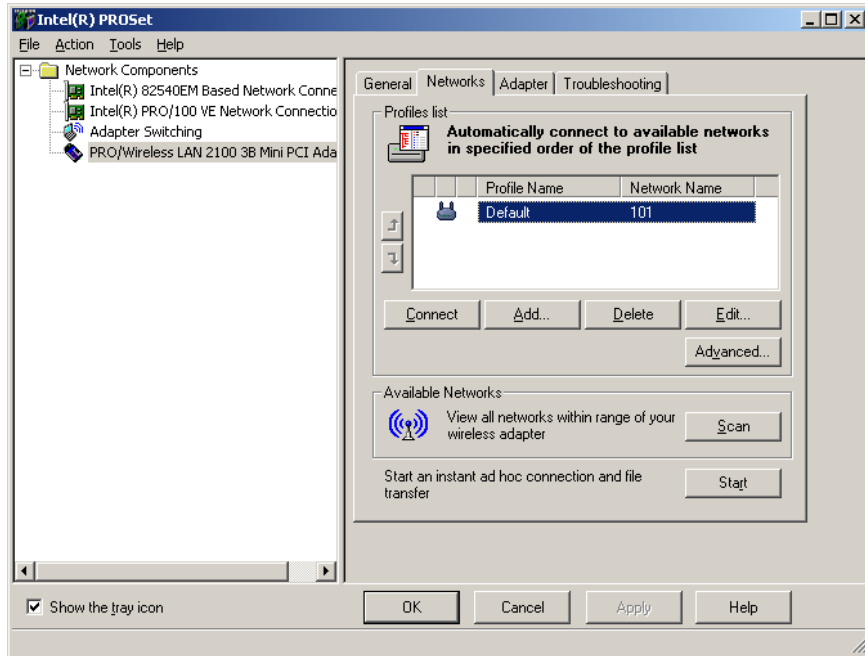 Intel(R) PROSet
File Action Tools Help
Network Components
Intel(R) 82540EM Based Network Conne
Intel(R) PRO/100 VE Network Connectio
Adapter Switching
PRO/Wireless LAN 2100 3B Mini PCI Ada
General Networks Adapter Troubleshooting
Profiles list
Automatically connect to available networks
in specified order of the profile list
Profile Name Network Name
Default 101
Connect Add... Delete Edit...
Advanced...
Available Networks
View all networks within range of your
wireless adapter
Scan
Start an instant ad hoc connection and file
transfer
Start
Show the tray icon
OK Cancel Apply Help